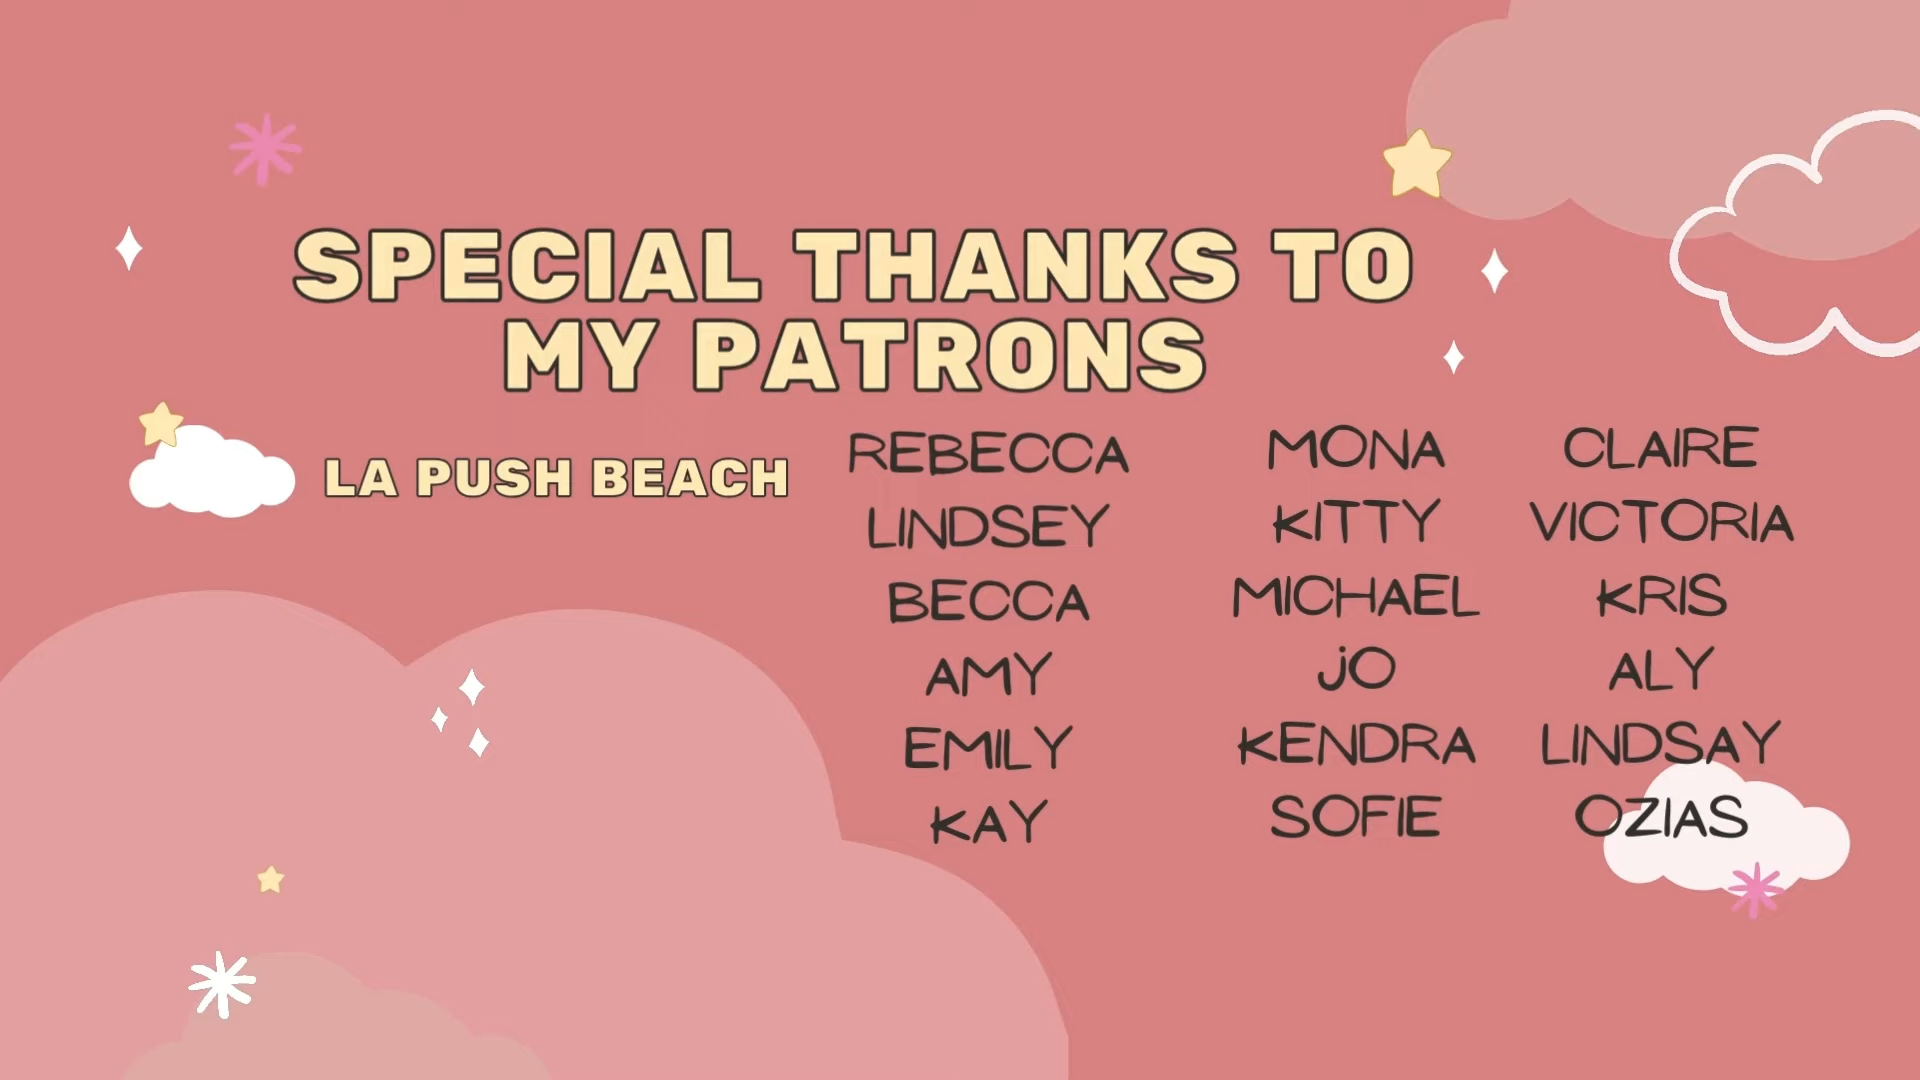 SPECIAL THANKS TO
MY PATRONS
LA PUSH BEACH
REBECCA
LINDSEY
BECCA
AMY
EMILY
KAY
MONA
KITTY
MICHAEL
JO
KENDRA
SOFIE
CLAIRE
VICTORIA
KRIS
ALY
LINDSAY
OZIAS